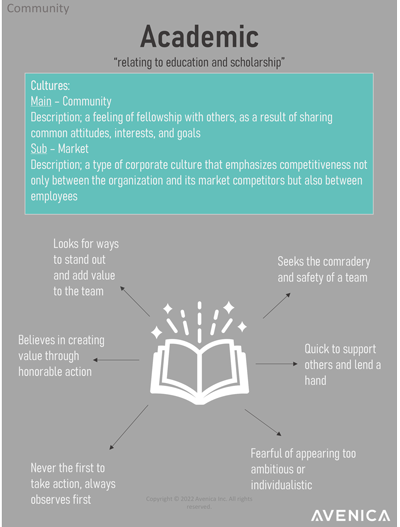 Community
Academic
“relating to education and scholarship”
Cultures:
Main – Community
Description; a feeling of fellowship with others, as a result of sharing
common attitudes, interests, and goals
Sub – Market
Description; a type of corporate culture that emphasizes competitiveness not
only between the organization and its market competitors but also between
employees
Looks for ways
to stand out
and add value
to the team
Seeks the comradery
and safety of a team
Believes in creating
value through
honorable action
Quick to support
others and lend a
hand
Never the first to
take action, always
observes first
Fearful of appearing too
ambitious or
individualistic
Copyright © 2022 Avenica Inc. All rights
reserved.
AVENICA